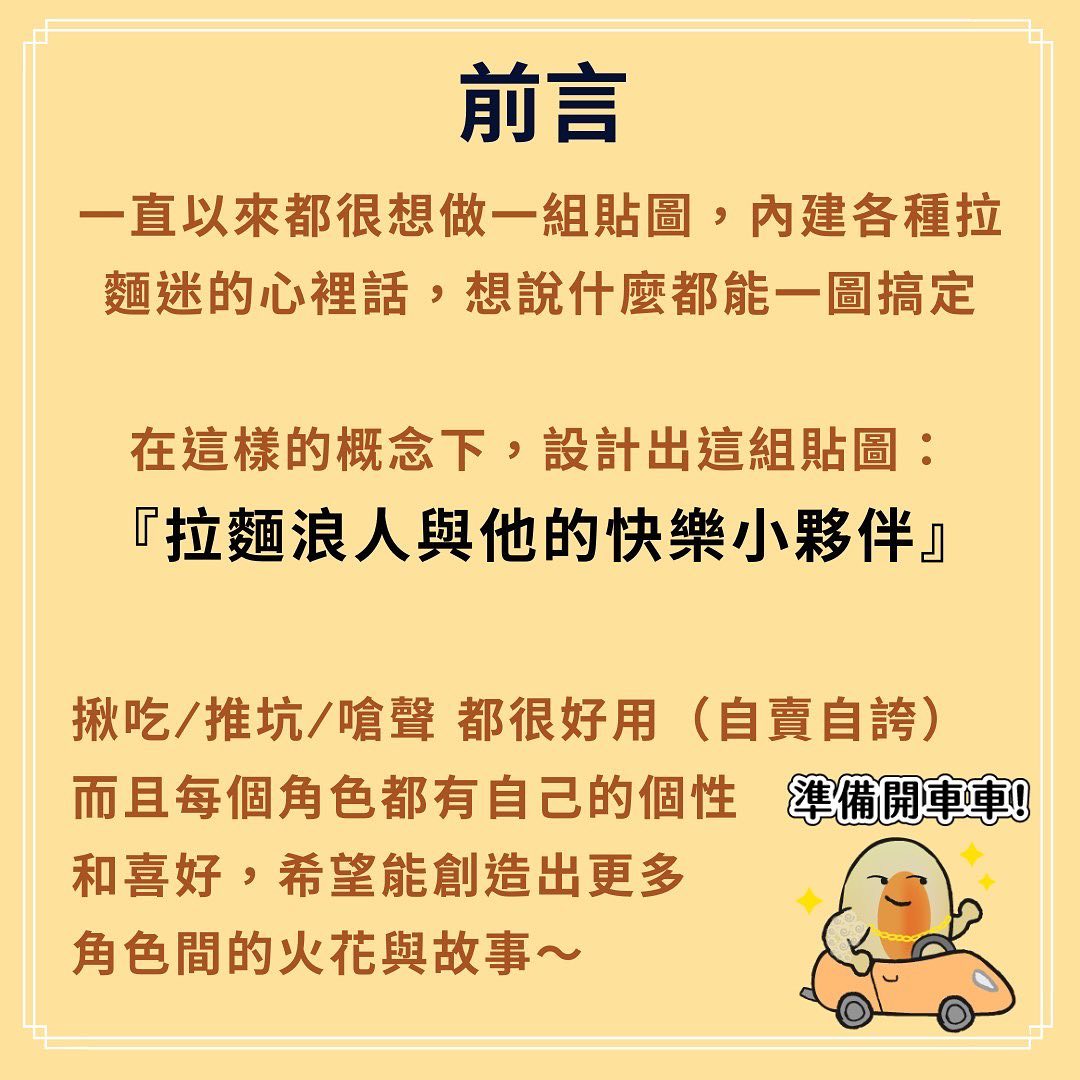 前言
一直以來都很想做一組貼圖，內建各種拉
麵迷的心裡話，想說什麼都能一圖搞定
在這樣的概念下，設計出這組貼圖：
『拉麵浪人與他的快樂小夥伴』
揪吃/推坑/嗆聲 都很好用（自賣自誇）
而且每個角色都有自己的個性
和喜好，希望能創造出更多
角色間的火花與故事～
準備開車車!